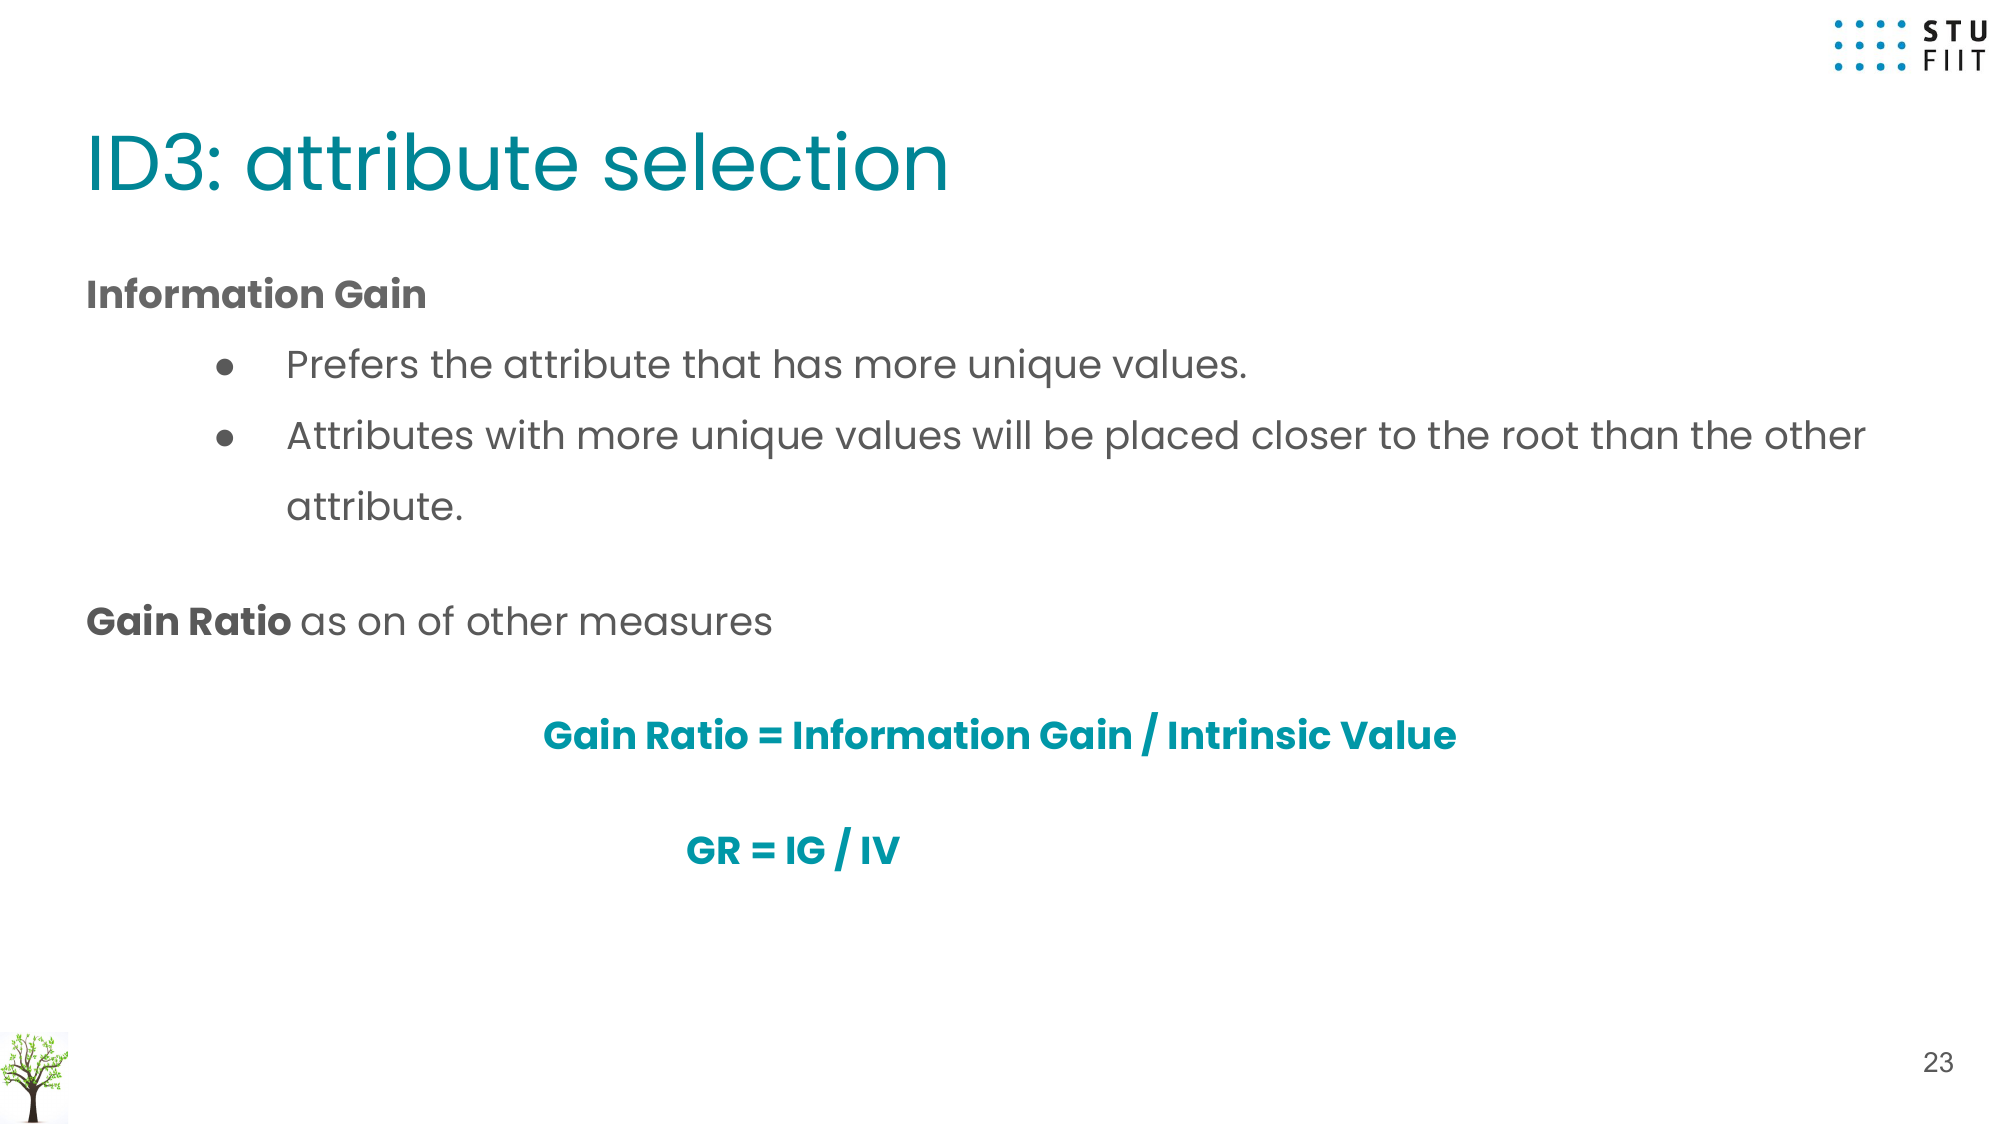 STU
FIIT
ID3: attribute selection
Information Gain
● Prefers the attribute that has more unique values.
● Attributes with more unique values will be placed closer to the root than the other
attribute.
Gain Ratio as on of other measures
Gain Ratio = Information Gain / Intrinsic Value
GR = IG / IV
23